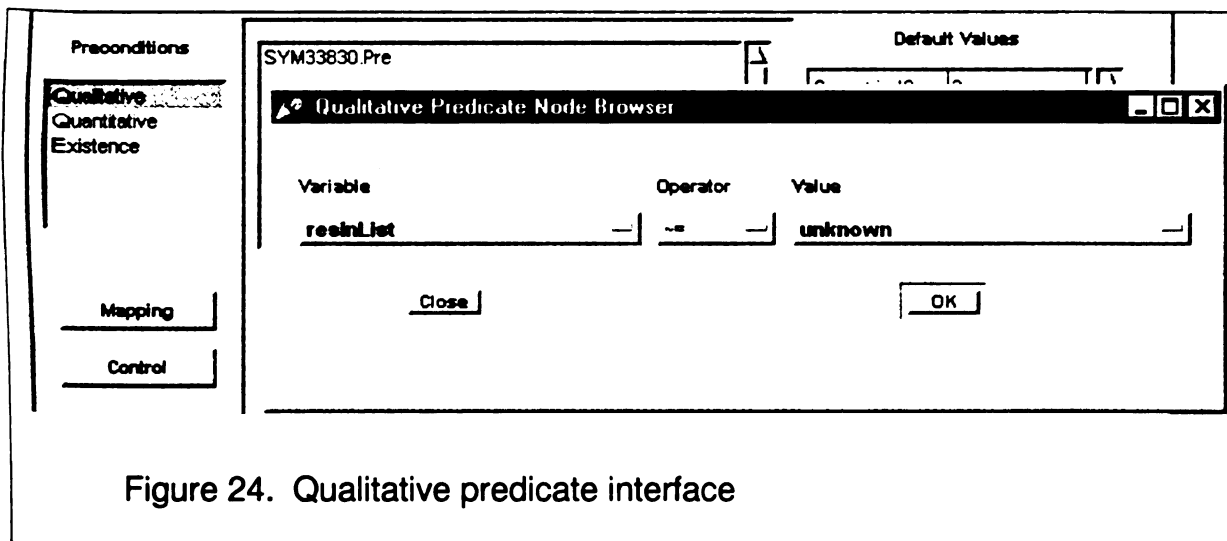 Preconditions
Qualitative
Quantitative
Existence
Mapping
Control
SYM33830.Pre
Default Values
Qualitative Predicate Node Browser
Variable Operator Value
resinList ~= unknown
Close OK
Figure 24. Qualitative predicate interface